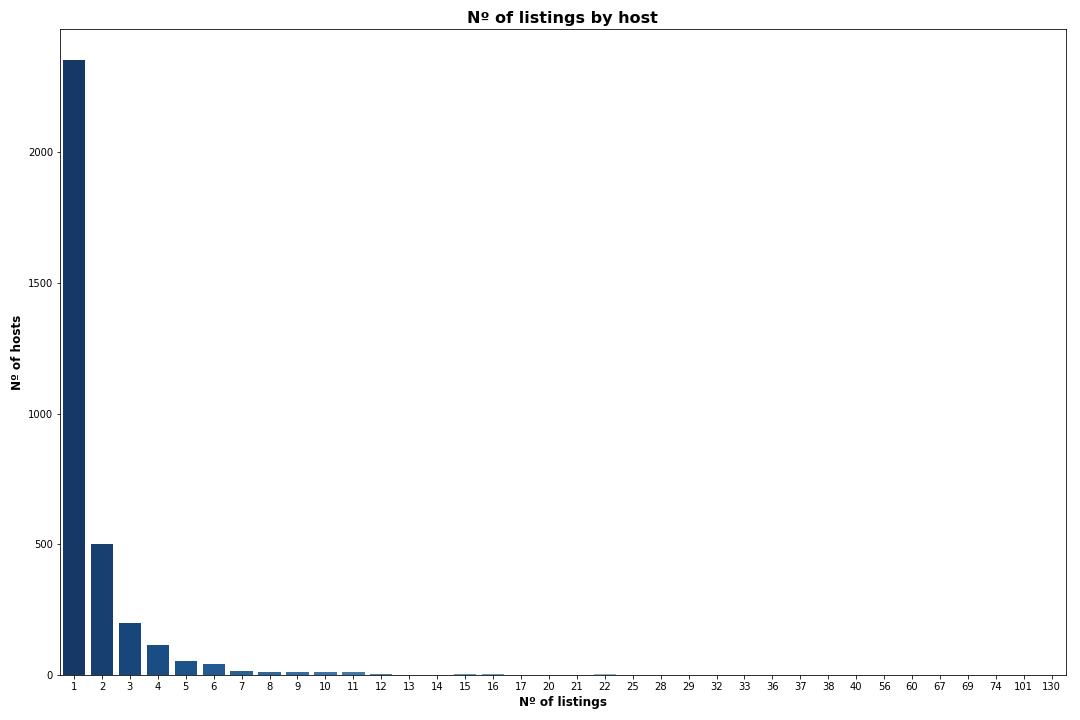 Nº of listings by host
Nº of hosts
2000
1500
1000
500
0
1 2 3 4 5 6 7 8 9 10 11 12 13 14 15 16 17 20 21 22 25 28 29 32 33 36 37 38 40 56 60 67 69 74 101 130
Nº of listings